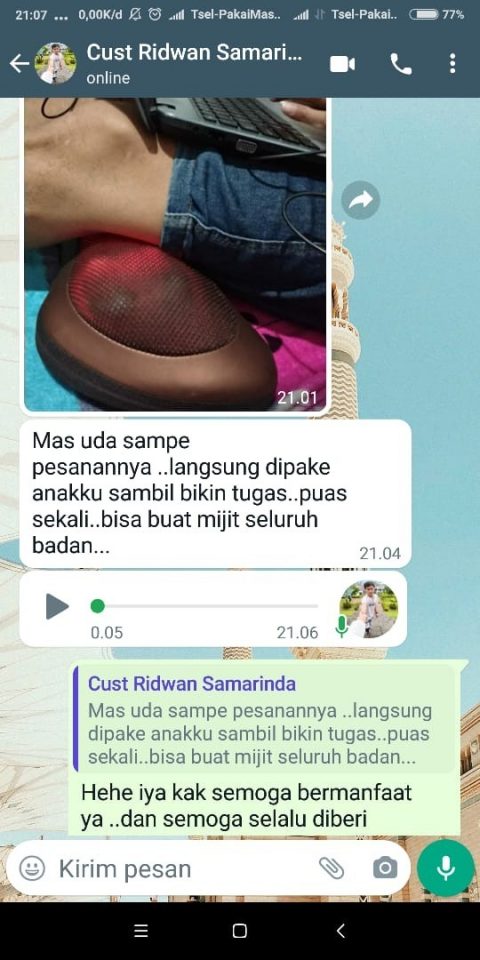 21:07 ... 0,00K/d Tsel-PakaiMas.. Tsel-Pakai.. 77%
Cust Ridwan Samari...
online
21.01
Mas uda sampe
pesanannya ..langsung dipake
anakku sambil bikin tugas..puas
sekali..bisa buat mijit seluruh
badan...
21.04
0.05 21.06
Cust Ridwan Samarinda
Mas uda sampe pesanannya ..langsung
dipake anakku sambil bikin tugas..puas
sekali..bisa buat mijit seluruh badan...
Hehe iya kak semoga bermanfaat
ya ..dan semoga selalu diberi
Kirim pesan